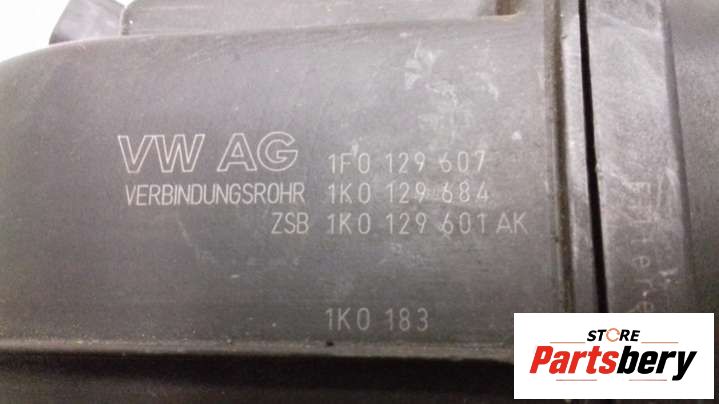 VW AG 1F0 129 607
VERBINDUNGSROHR 1K0 129 684
ZSB 1K0 129 601 AK
1K0 183
STORE
Partsbery